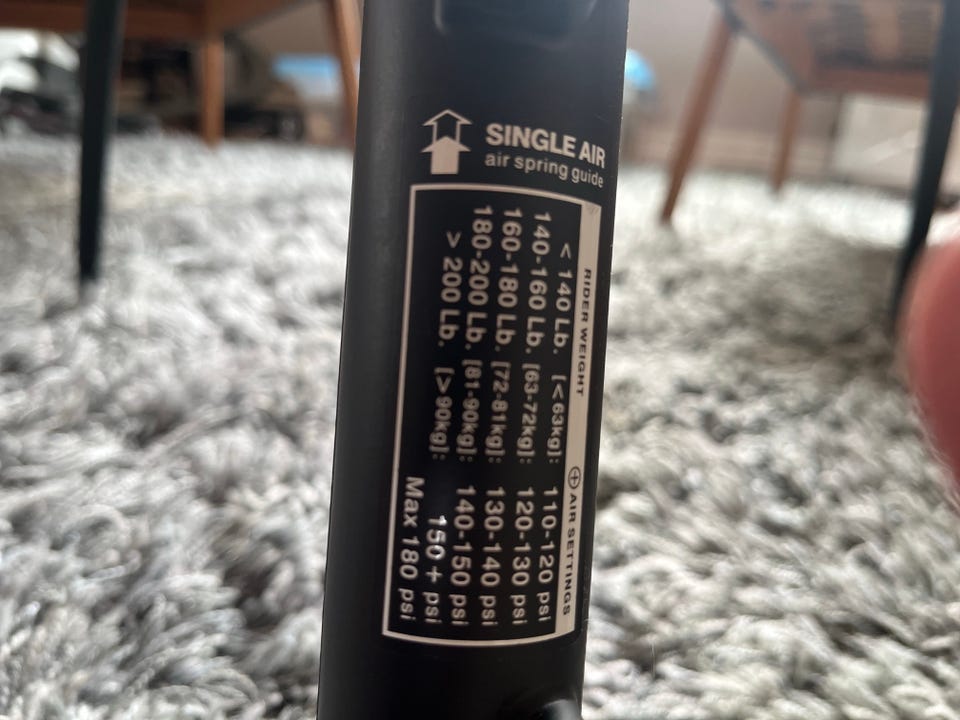 SINGLE AIR
air spring guide
RIDER WEIGHT + AIR SETTINGS
< 140 Lb. [<63kg]: 110-120 psi
140-160 Lb. [63-72kg]: 120-130 psi
160-180 Lb. [72-81kg]: 130-140 psi
180-200 Lb. [81-90kg]: 140-150 psi
> 200 Lb. [>90kg]: 150+ psi
Max 180 psi